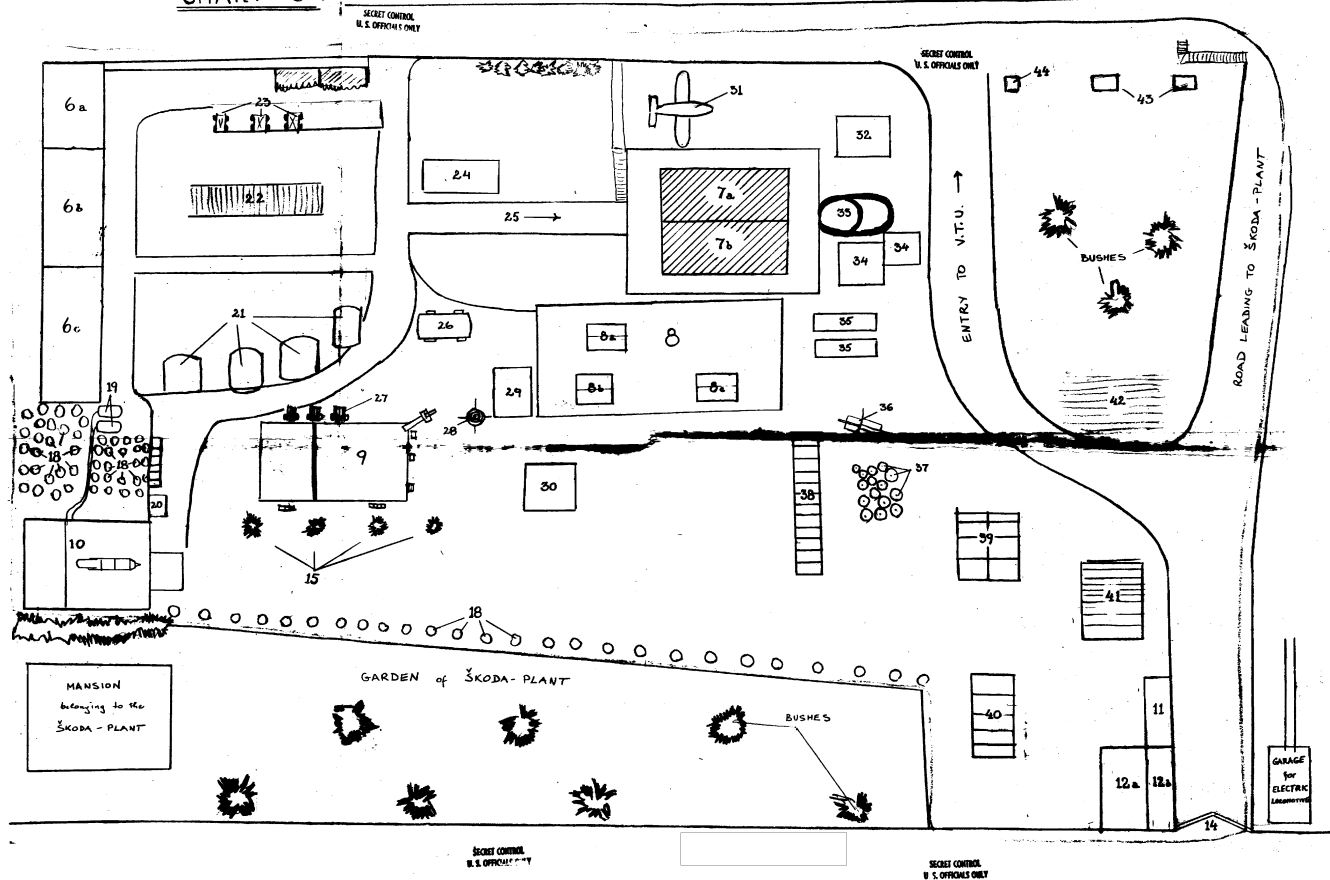 SECRET CONTROL
U. S. OFFICIALS ONLY
SECRET CONTROL
U. S. OFFICIALS ONLY
6a
23
31
44
43
32
24
7a
6b
22
25 →
33
7b
34
34
BUSHES
ENTRY TO V.T.U. →
ROAD LEADING TO ŠKODA-PLANT
6c
21
26
8a
8
35
35
8b
8c
19
27
29
28
36
42
18
18
9
37
20
30
38
10
39
15
41
18
GARDEN of ŠKODA-PLANT
MANSION
belonging to the
ŠKODA-PLANT
BUSHES
40
11
12a
12b
14
GARAGE
for
ELECTRIC
LOCOMOTIVE
SECRET CONTROL
U. S. OFFICIALS ONLY
SECRET CONTROL
U. S. OFFICIALS ONLY